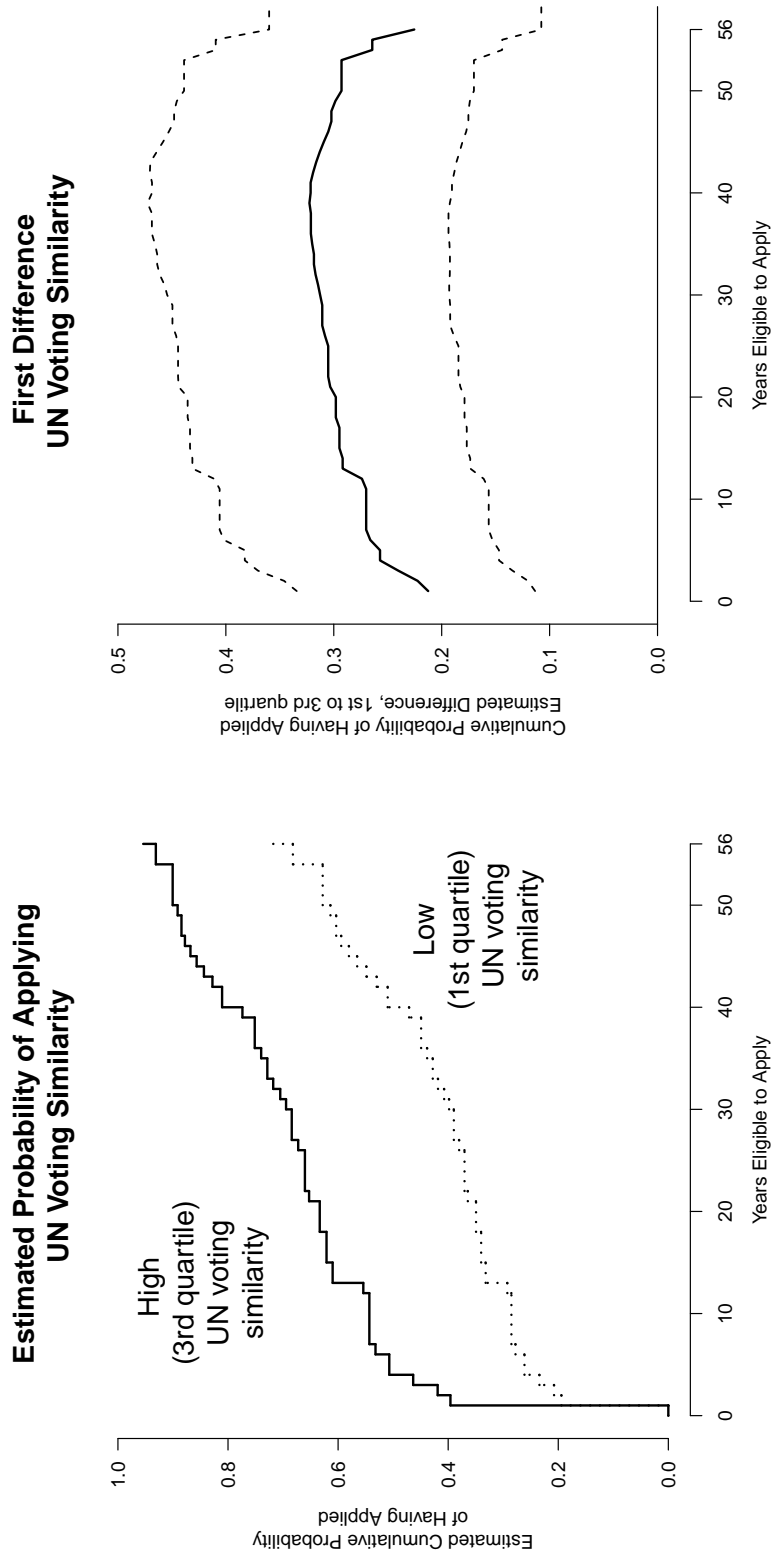 Estimated Probability of Applying
UN Voting Similarity
Estimated Cumulative Probability
of Having Applied
1.0
0.8
0.6
0.4
0.2
0.0
High
(3rd quartile)
UN voting
similarity
Low
(1st quartile)
UN voting
similarity
0 10 20 30 40 50 56
Years Eligible to Apply
First Difference
UN Voting Similarity
Cumulative Probability of Having Applied
Estimated Difference, 1st to 3rd quartile
0.5
0.4
0.3
0.2
0.1
0.0
0 10 20 30 40 50 56
Years Eligible to Apply